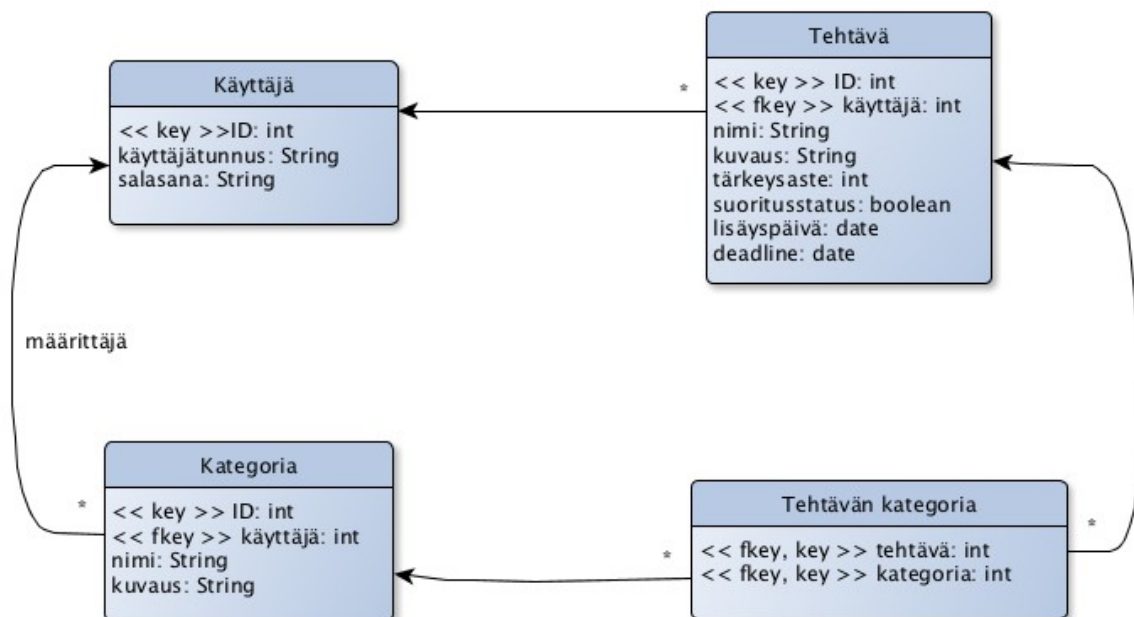 Käyttäjä
<< key >>ID: int
käyttäjätunnus: String
salasana: String
*
Tehtävä
<< key >> ID: int
<< fkey >> käyttäjä: int
nimi: String
kuvaus: String
tärkeysaste: int
suoritusstatus: boolean
lisäyspäivä: date
deadline: date
määrittäjä
*
Kategoria
<< key >> ID: int
<< fkey >> käyttäjä: int
nimi: String
kuvaus: String
*
Tehtävän kategoria
<< fkey, key >> tehtävä: int
<< fkey, key >> kategoria: int
*